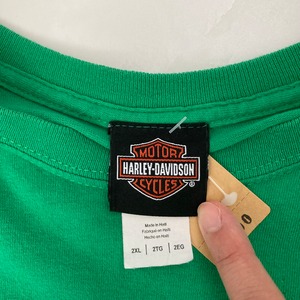 MOTOR
HARLEY-DAVIDSON
CYCLES
®
Made in Haiti
Fabriqué en Haïti
Hecho en Haití
2XL 2TG 2EG